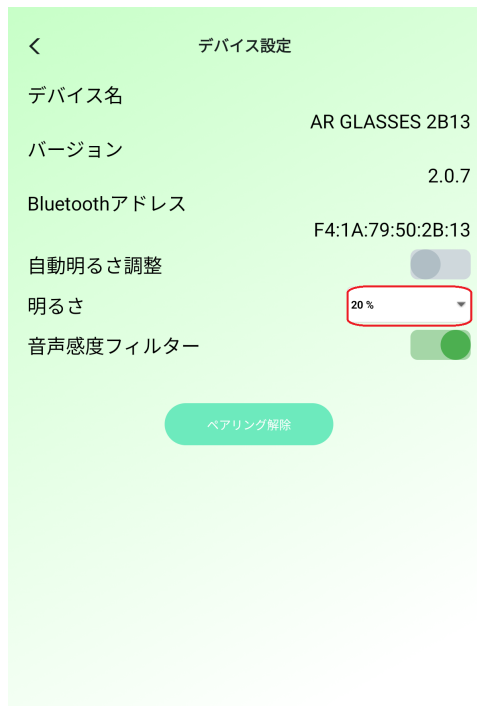 デバイス設定
デバイス名
AR GLASSES 2B13
バージョン
2.0.7
Bluetoothアドレス
F4:1A:79:50:2B:13
自動明るさ調整
明るさ
20 %
音声感度フィルター
ペアリング解除